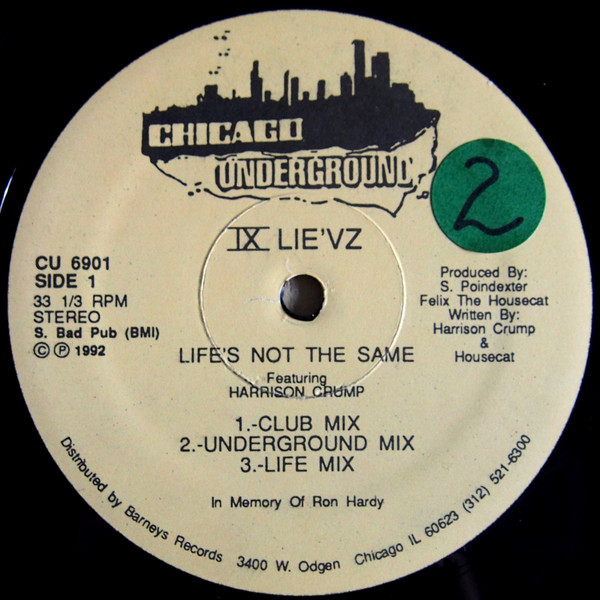 CHICAGO
UNDERGROUND
2
IX LIE'VZ
CU 6901
SIDE 1
33 1/3 RPM
STEREO
S. Bad Pub (BMI)
© ℗ 1992
Produced By:
S. Poindexter
Felix The Housecat
Written By:
Harrison Crump
&
Housecat
LIFE'S NOT THE SAME
Featuring
HARRISON CRUMP
1.-CLUB MIX
2.-UNDERGROUND MIX
3.-LIFE MIX
In Memory Of Ron Hardy
Distributed by Barneys Records 3400 W. Odgen Chicago IL 60623 (312) 521-6300